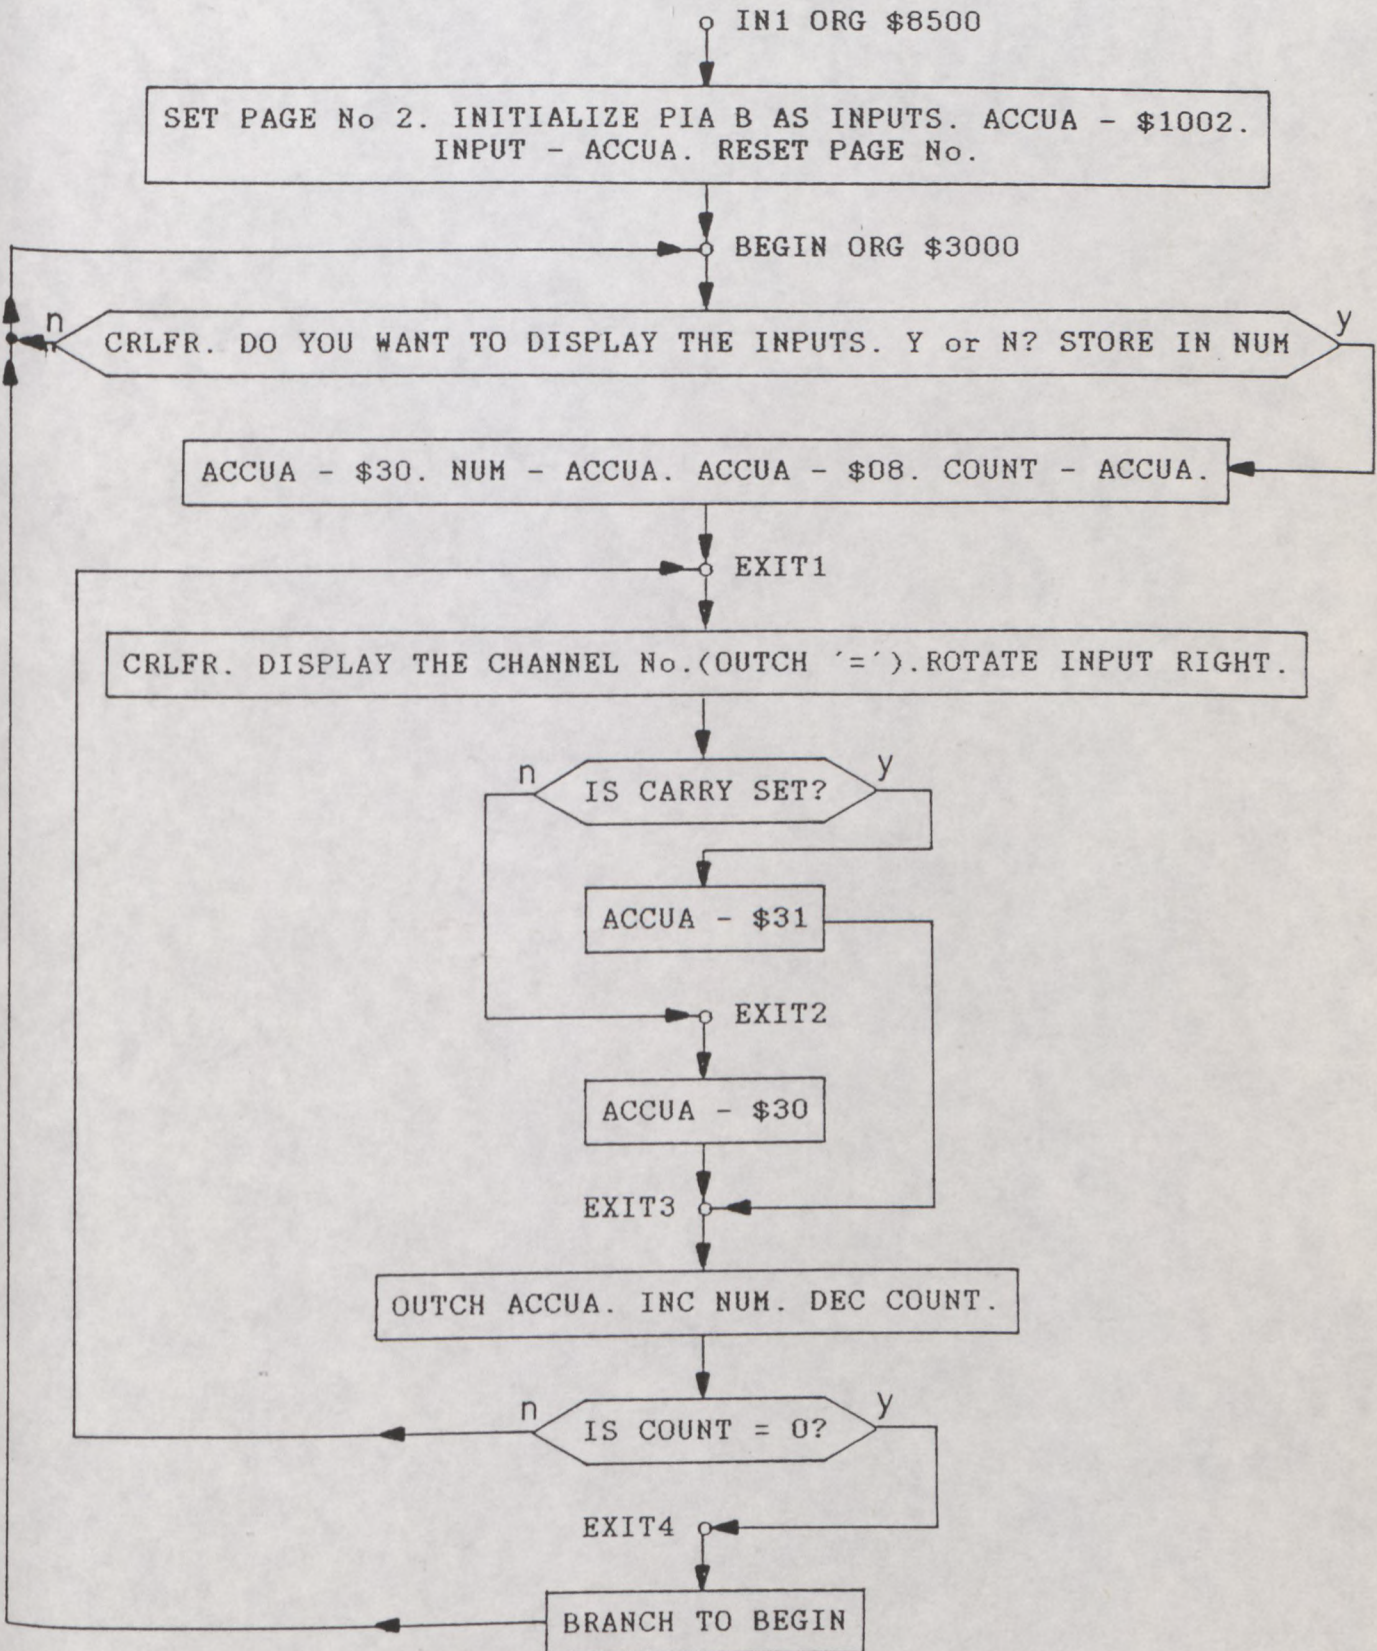 IN1 ORG $8500
SET PAGE No 2. INITIALIZE PIA B AS INPUTS. ACCUA - $1002.
INPUT - ACCUA. RESET PAGE No.
BEGIN ORG $3000
n
y
CRLFR. DO YOU WANT TO DISPLAY THE INPUTS. Y or N? STORE IN NUM
ACCUA - $30. NUM - ACCUA. ACCUA - $08. COUNT - ACCUA.
EXIT1
CRLFR. DISPLAY THE CHANNEL No.(OUTCH ´=´).ROTATE INPUT RIGHT.
n
y
IS CARRY SET?
ACCUA - $31
EXIT2
ACCUA - $30
EXIT3
OUTCH ACCUA. INC NUM. DEC COUNT.
n
y
IS COUNT = 0?
EXIT4
BRANCH TO BEGIN